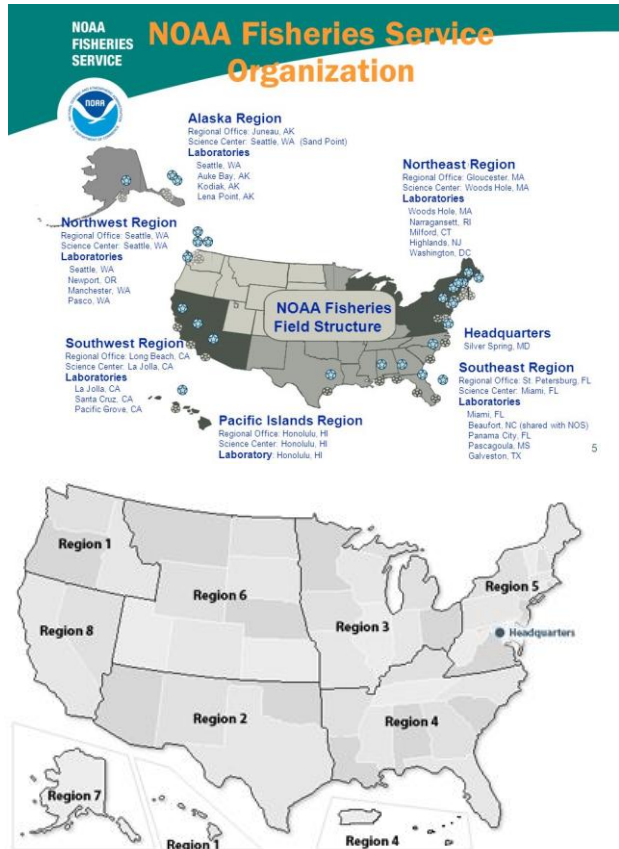 NOAA
FISHERIES
SERVICE
NOAA Fisheries Service
Organization
NOAA
Alaska Region
Regional Office: Juneau, AK
Science Center: Seattle, WA (Sand Point)
Laboratories
Seattle, WA
Auke Bay, AK
Kodiak, AK
Lena Point, AK
Northeast Region
Regional Office: Gloucester, MA
Science Center: Woods Hole, MA
Laboratories
Woods Hole, MA
Narragansett, RI
Milford, CT
Highlands, NJ
Washington, DC
Northwest Region
Regional Office: Seattle, WA
Science Center: Seattle, WA
Laboratories
Seattle, WA
Newport, OR
Manchester, WA
Pasco, WA
NOAA Fisheries
Field Structure
Headquarters
Silver Spring, MD
Southwest Region
Regional Office: Long Beach, CA
Science Center: La Jolla, CA
Laboratories
La Jolla, CA
Santa Cruz, CA
Pacific Grove, CA
Southeast Region
Regional Office: St. Petersburg, FL
Science Center: Miami, FL
Laboratories
Miami, FL
Beaufort, NC (shared with NOS)
Panama City, FL
Pascagoula, MS
Galveston, TX
Pacific Islands Region
Regional Office: Honolulu, HI
Science Center: Honolulu, HI
Laboratory: Honolulu, HI
5
Region 1
Region 6
Region 5
Region 8
Region 3
Headquarters
Region 2
Region 4
Region 7
Region 1
Region 4